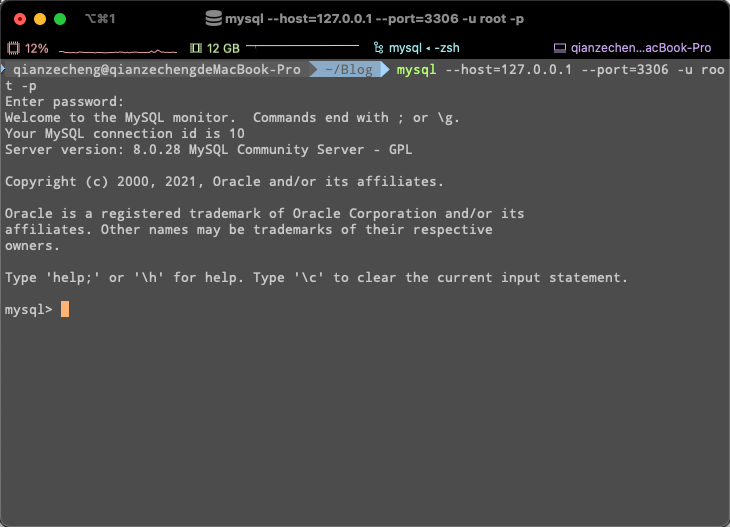 ⌥⌘1 mysql --host=127.0.0.1 --port=3306 -u root -p
12% 12 GB mysql ◂ -zsh qianzechen...acBook-Pro
qianzecheng@qianzechengdeMacBook-Pro ~/Blog mysql --host=127.0.0.1 --port=3306 -u roo
t -p
Enter password:
Welcome to the MySQL monitor.  Commands end with ; or \g.
Your MySQL connection id is 10
Server version: 8.0.28 MySQL Community Server - GPL
Copyright (c) 2000, 2021, Oracle and/or its affiliates.
Oracle is a registered trademark of Oracle Corporation and/or its
affiliates. Other names may be trademarks of their respective
owners.
Type 'help;' or '\h' for help. Type '\c' to clear the current input statement.
mysql>